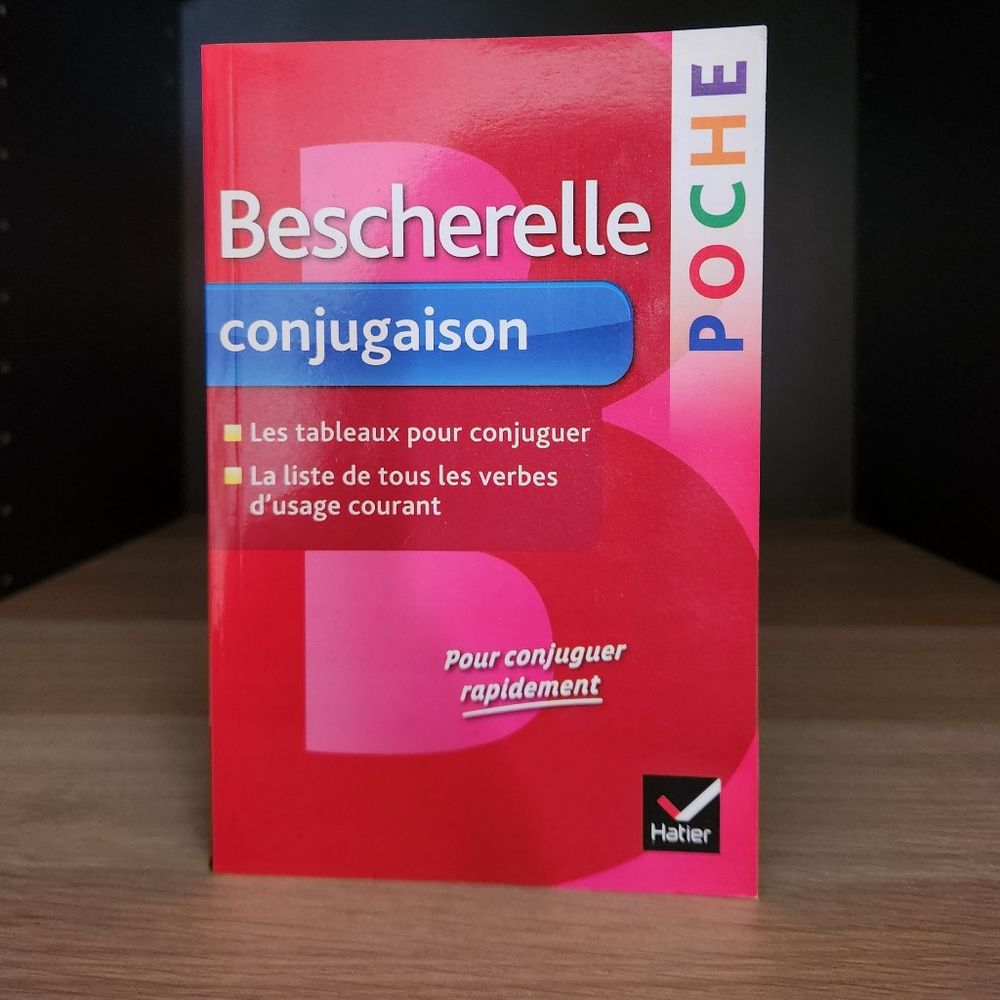 Bescherelle
conjugaison
Les tableaux pour conjuguer
La liste de tous les verbes
d'usage courant
Pour conjuguer
rapidement
POCHE
Hatier